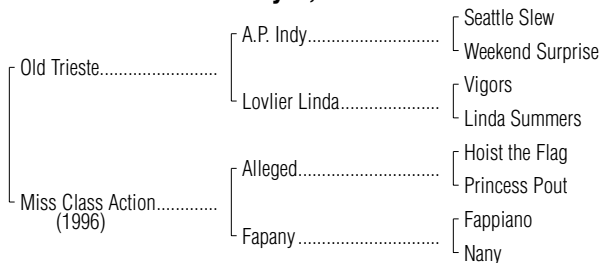 Seattle Slew
A.P. Indy
Weekend Surprise
Old Trieste
Vigors
Lovlier Linda
Linda Summers
Hoist the Flag
Alleged
Princess Pout
Miss Class Action
(1996)
Fappiano
Fapany
Nany